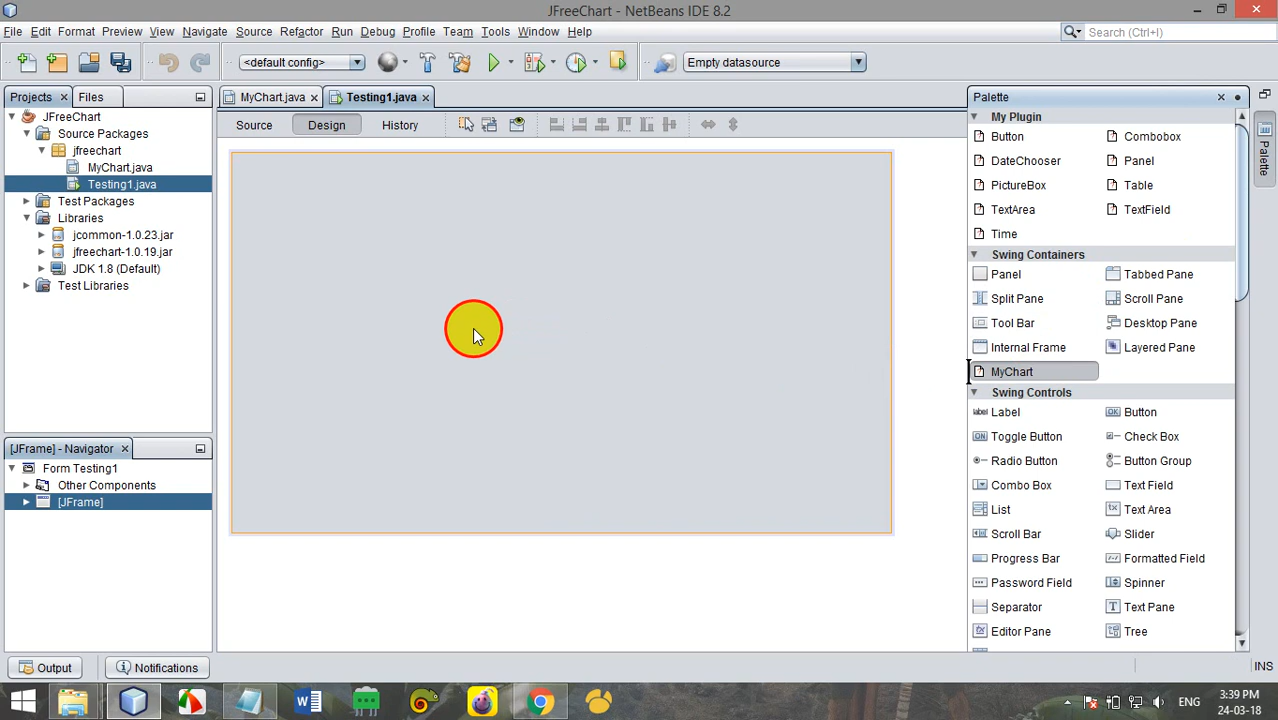 JFreeChart - NetBeans IDE 8.2
File Edit Format Preview View Navigate Source Refactor Run Debug Profile Team Tools Window Help
Search (Ctrl+I)
<default config>
Empty datasource
Projects Files
MyChart.java Testing1.java
Palette
Source Design History
JFreeChart
Source Packages
jfreechart
MyChart.java
Testing1.java
Test Packages
Libraries
jcommon-1.0.23.jar
jfreechart-1.0.19.jar
JDK 1.8 (Default)
Test Libraries
[JFrame] - Navigator
Form Testing1
Other Components
[JFrame]
My Plugin
Button Combobox
DateChooser Panel
PictureBox Table
TextArea TextField
Time
Swing Containers
Panel Tabbed Pane
Split Pane Scroll Pane
Tool Bar Desktop Pane
Internal Frame Layered Pane
MyChart
Swing Controls
Label Button
Toggle Button Check Box
Radio Button Button Group
Combo Box Text Field
List Text Area
Scroll Bar Slider
Progress Bar Formatted Field
Password Field Spinner
Separator Text Pane
Editor Pane Tree
Palette
Output Notifications
INS
ENG
3:39 PM
24-03-18